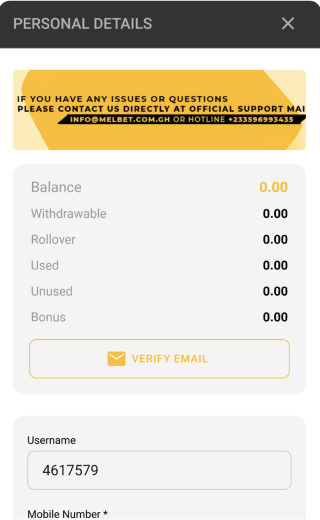 PERSONAL DETAILS
IF YOU HAVE ANY ISSUES OR QUESTIONS
PLEASE CONTACT US DIRECTLY AT OFFICIAL SUPPORT MAI
INFO@MELBET.COM.GH OR HOTLINE +233596993435
Balance 0.00
Withdrawable 0.00
Rollover 0.00
Used 0.00
Unused 0.00
Bonus 0.00
VERIFY EMAIL
Username
4617579
Mobile Number *